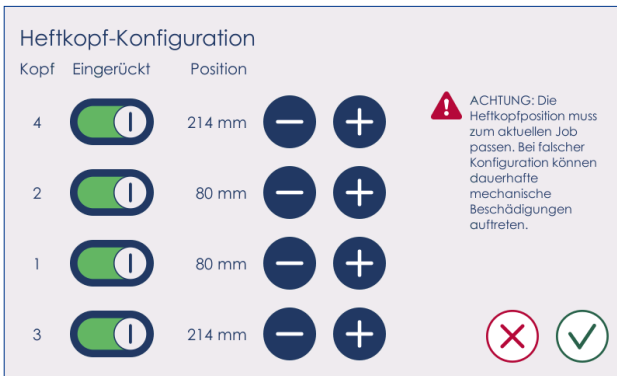 Heftkopf-Konfiguration
Kopf Eingerückt Position
4 214 mm
2 80 mm
1 80 mm
3 214 mm
ACHTUNG: Die
Heftkopfposition muss
zum aktuellen Job
passen. Bei falscher
Konfiguration können
dauerhafte
mechanische
Beschädigungen
auftreten.